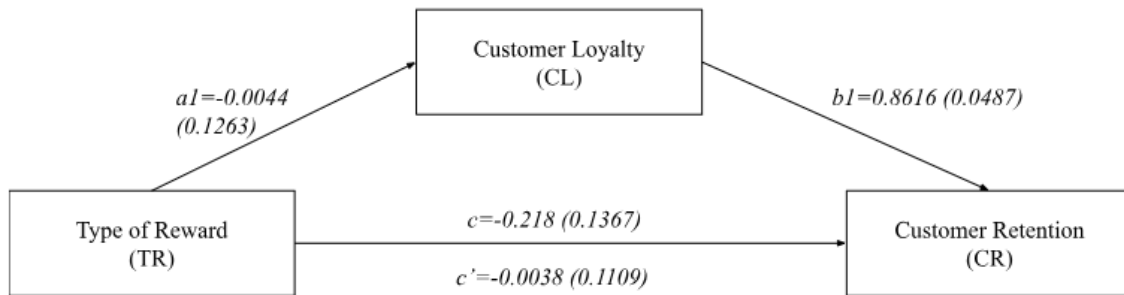 Customer Loyalty
(CL)
a1=-0.0044
(0.1263)
b1=0.8616 (0.0487)
Type of Reward
(TR)
c=-0.218 (0.1367)
c’=-0.0038 (0.1109)
Customer Retention
(CR)